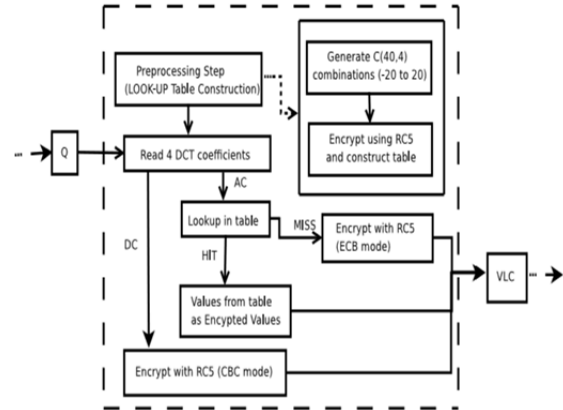 Preprocessing Step
(LOOK-UP Table Construction)
Generate C(40,4)
combinations (-20 to 20)
Encrypt using RC5
and construct table
... Q
Read 4 DCT coefficients
AC
DC
Lookup in table
MISS
Encrypt with RC5
(ECB mode)
HIT
Values from table
as Encypted Values
VLC ...
Encrypt with RC5 (CBC mode)